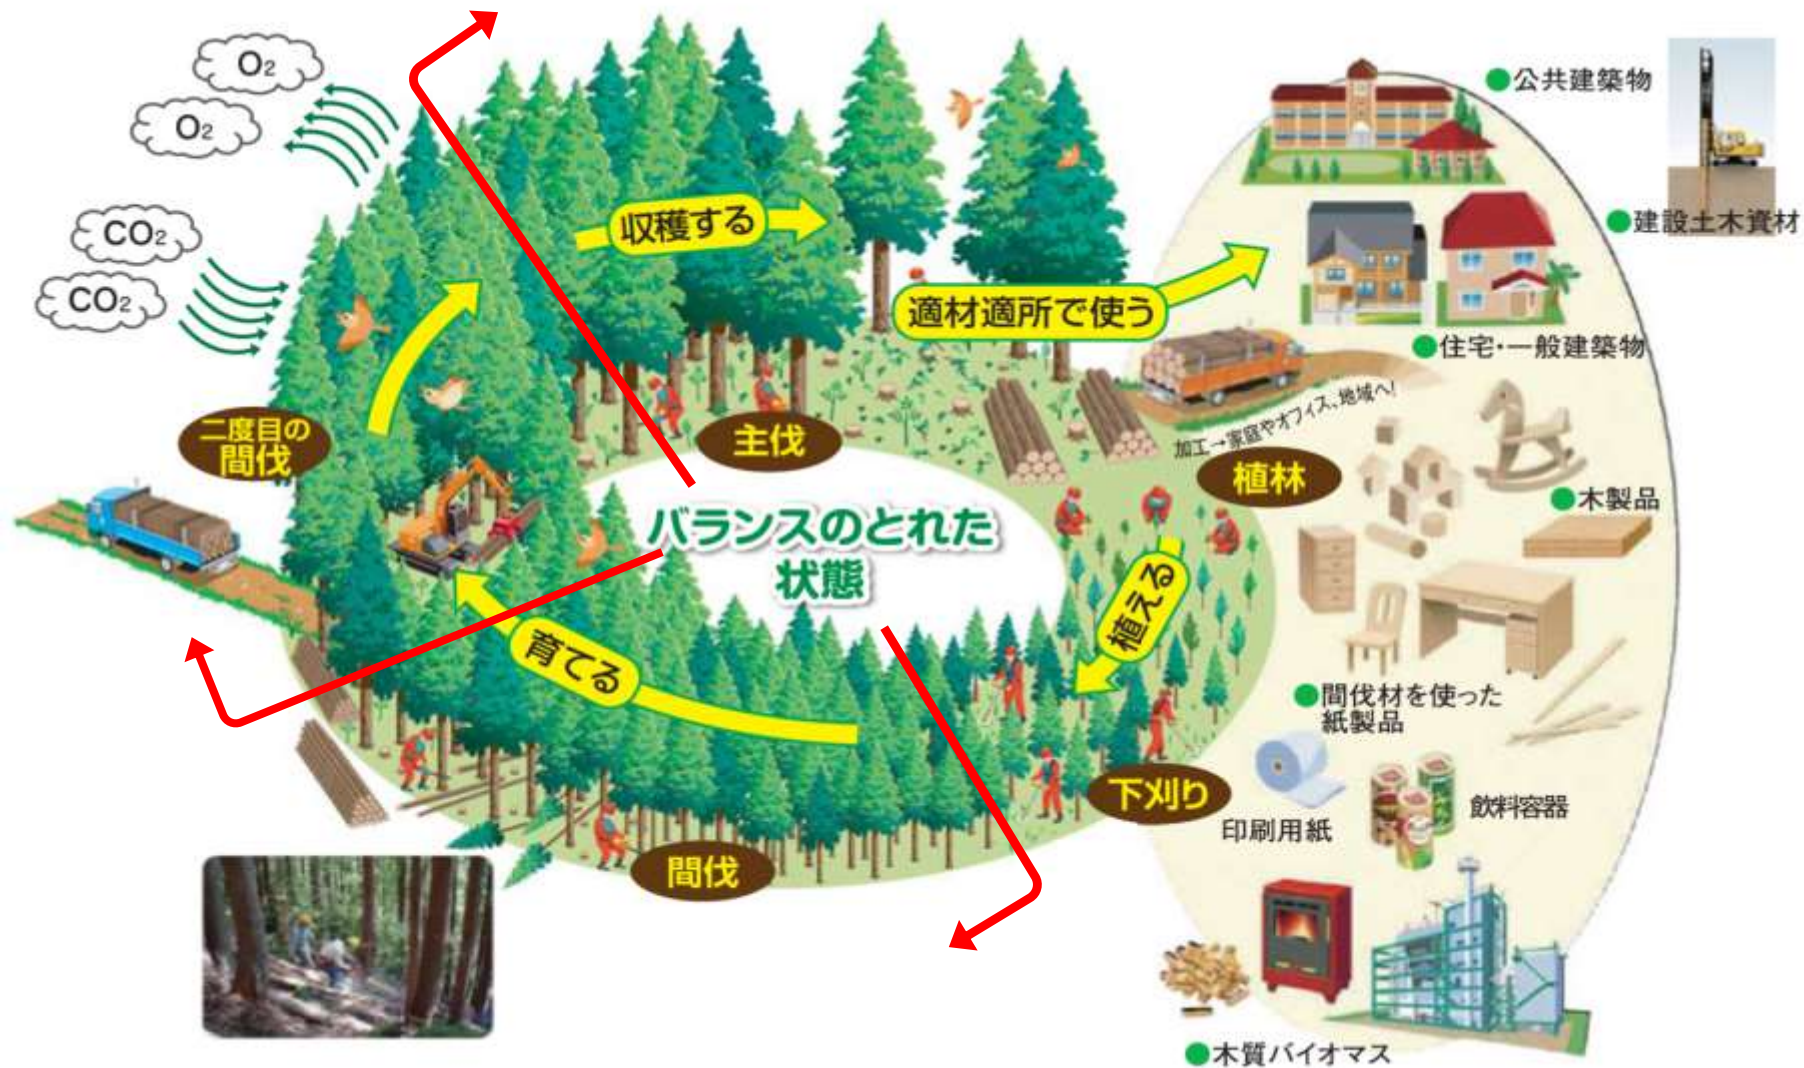 O2
O2
CO2
CO2
収穫する
適材適所で使う
公共建築物
建設土木資材
住宅・一般建築物
加工→家庭やオフィス、地域へ!
二度目の
間伐
主伐
植林
木製品
バランスのとれた
状態
植える
育てる
間伐材を使った
紙製品
下刈り
飲料容器
印刷用紙
間伐
木質バイオマス